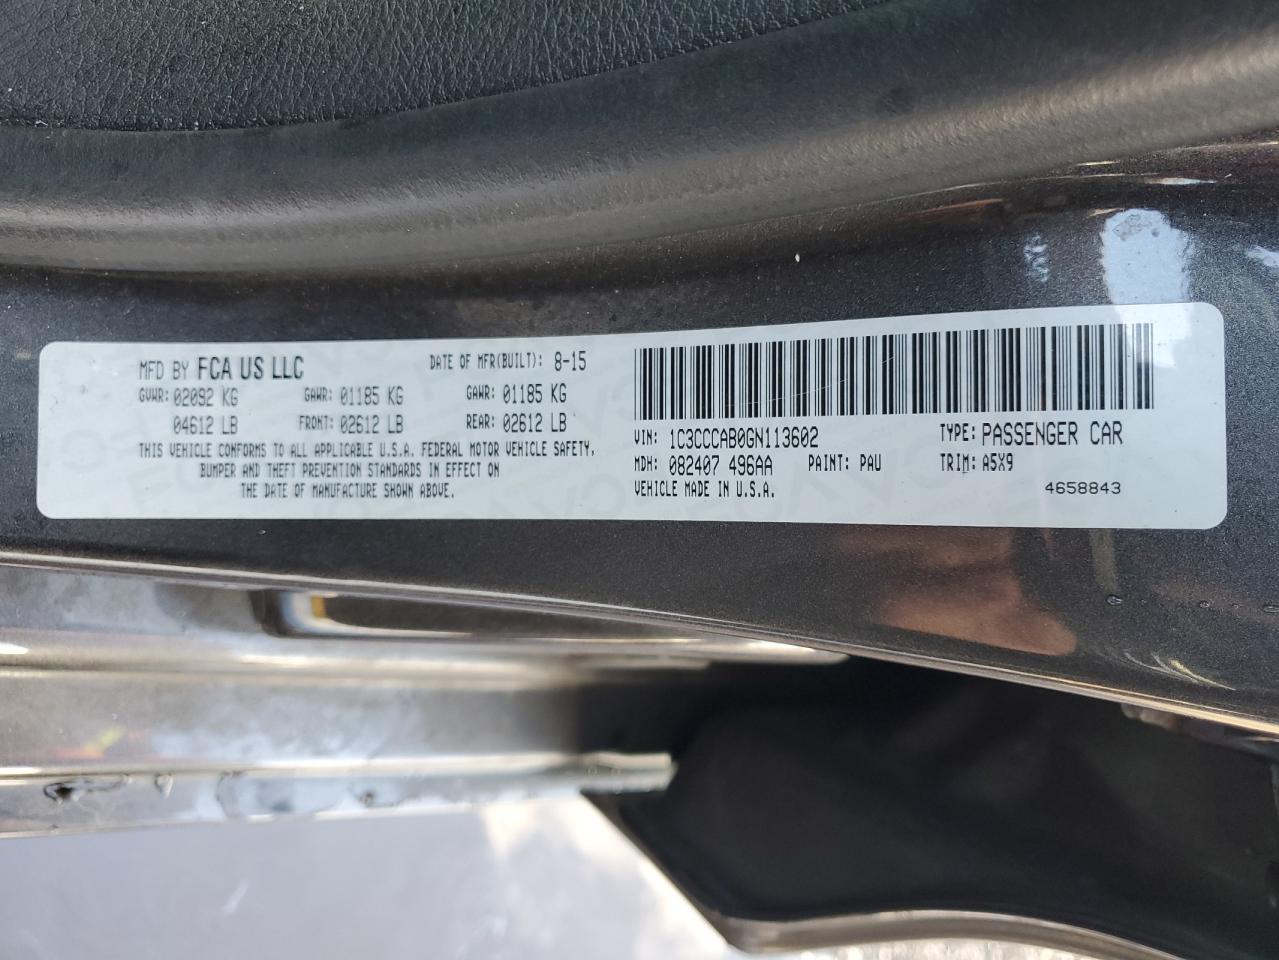 MFD BY FCA US LLC DATE OF MFR(BUILT): 8-15
GVWR: 02092 KG GAWR: 01185 KG GAWR: 01185 KG
04612 LB FRONT: 02612 LB REAR: 02612 LB
THIS VEHICLE CONFORMS TO ALL APPLICABLE U.S.A. FEDERAL MOTOR VEHICLE SAFETY,
BUMPER AND THEFT PREVENTION STANDARDS IN EFFECT ON
THE DATE OF MANUFACTURE SHOWN ABOVE.
VIN: 1C3CCCAB0GN113602 TYPE: PASSENGER CAR
MDH: 082407 496AA PAINT: PAU TRIM: A5X9
VEHICLE MADE IN U.S.A. 4658843